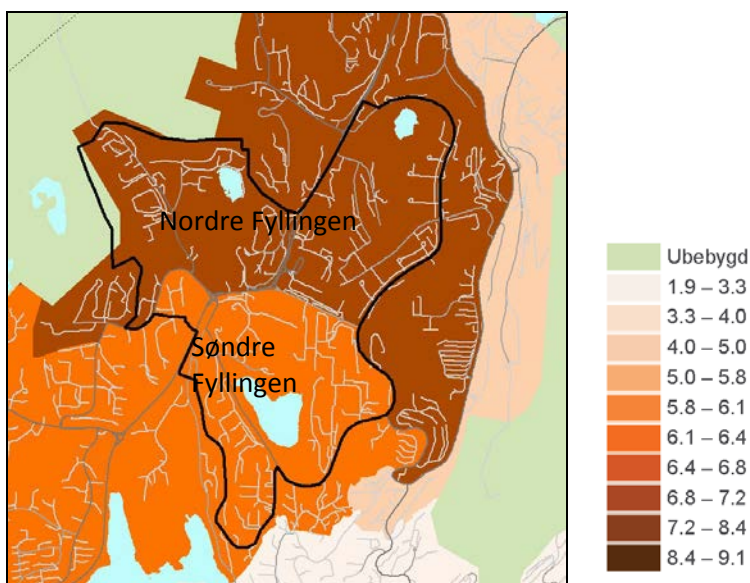 Nordre Fyllingen
Søndre
Fyllingen
Ubebygd
1.9 – 3.3
3.3 – 4.0
4.0 – 5.0
5.0 – 5.8
5.8 – 6.1
6.1 – 6.4
6.4 – 6.8
6.8 – 7.2
7.2 – 8.4
8.4 – 9.1